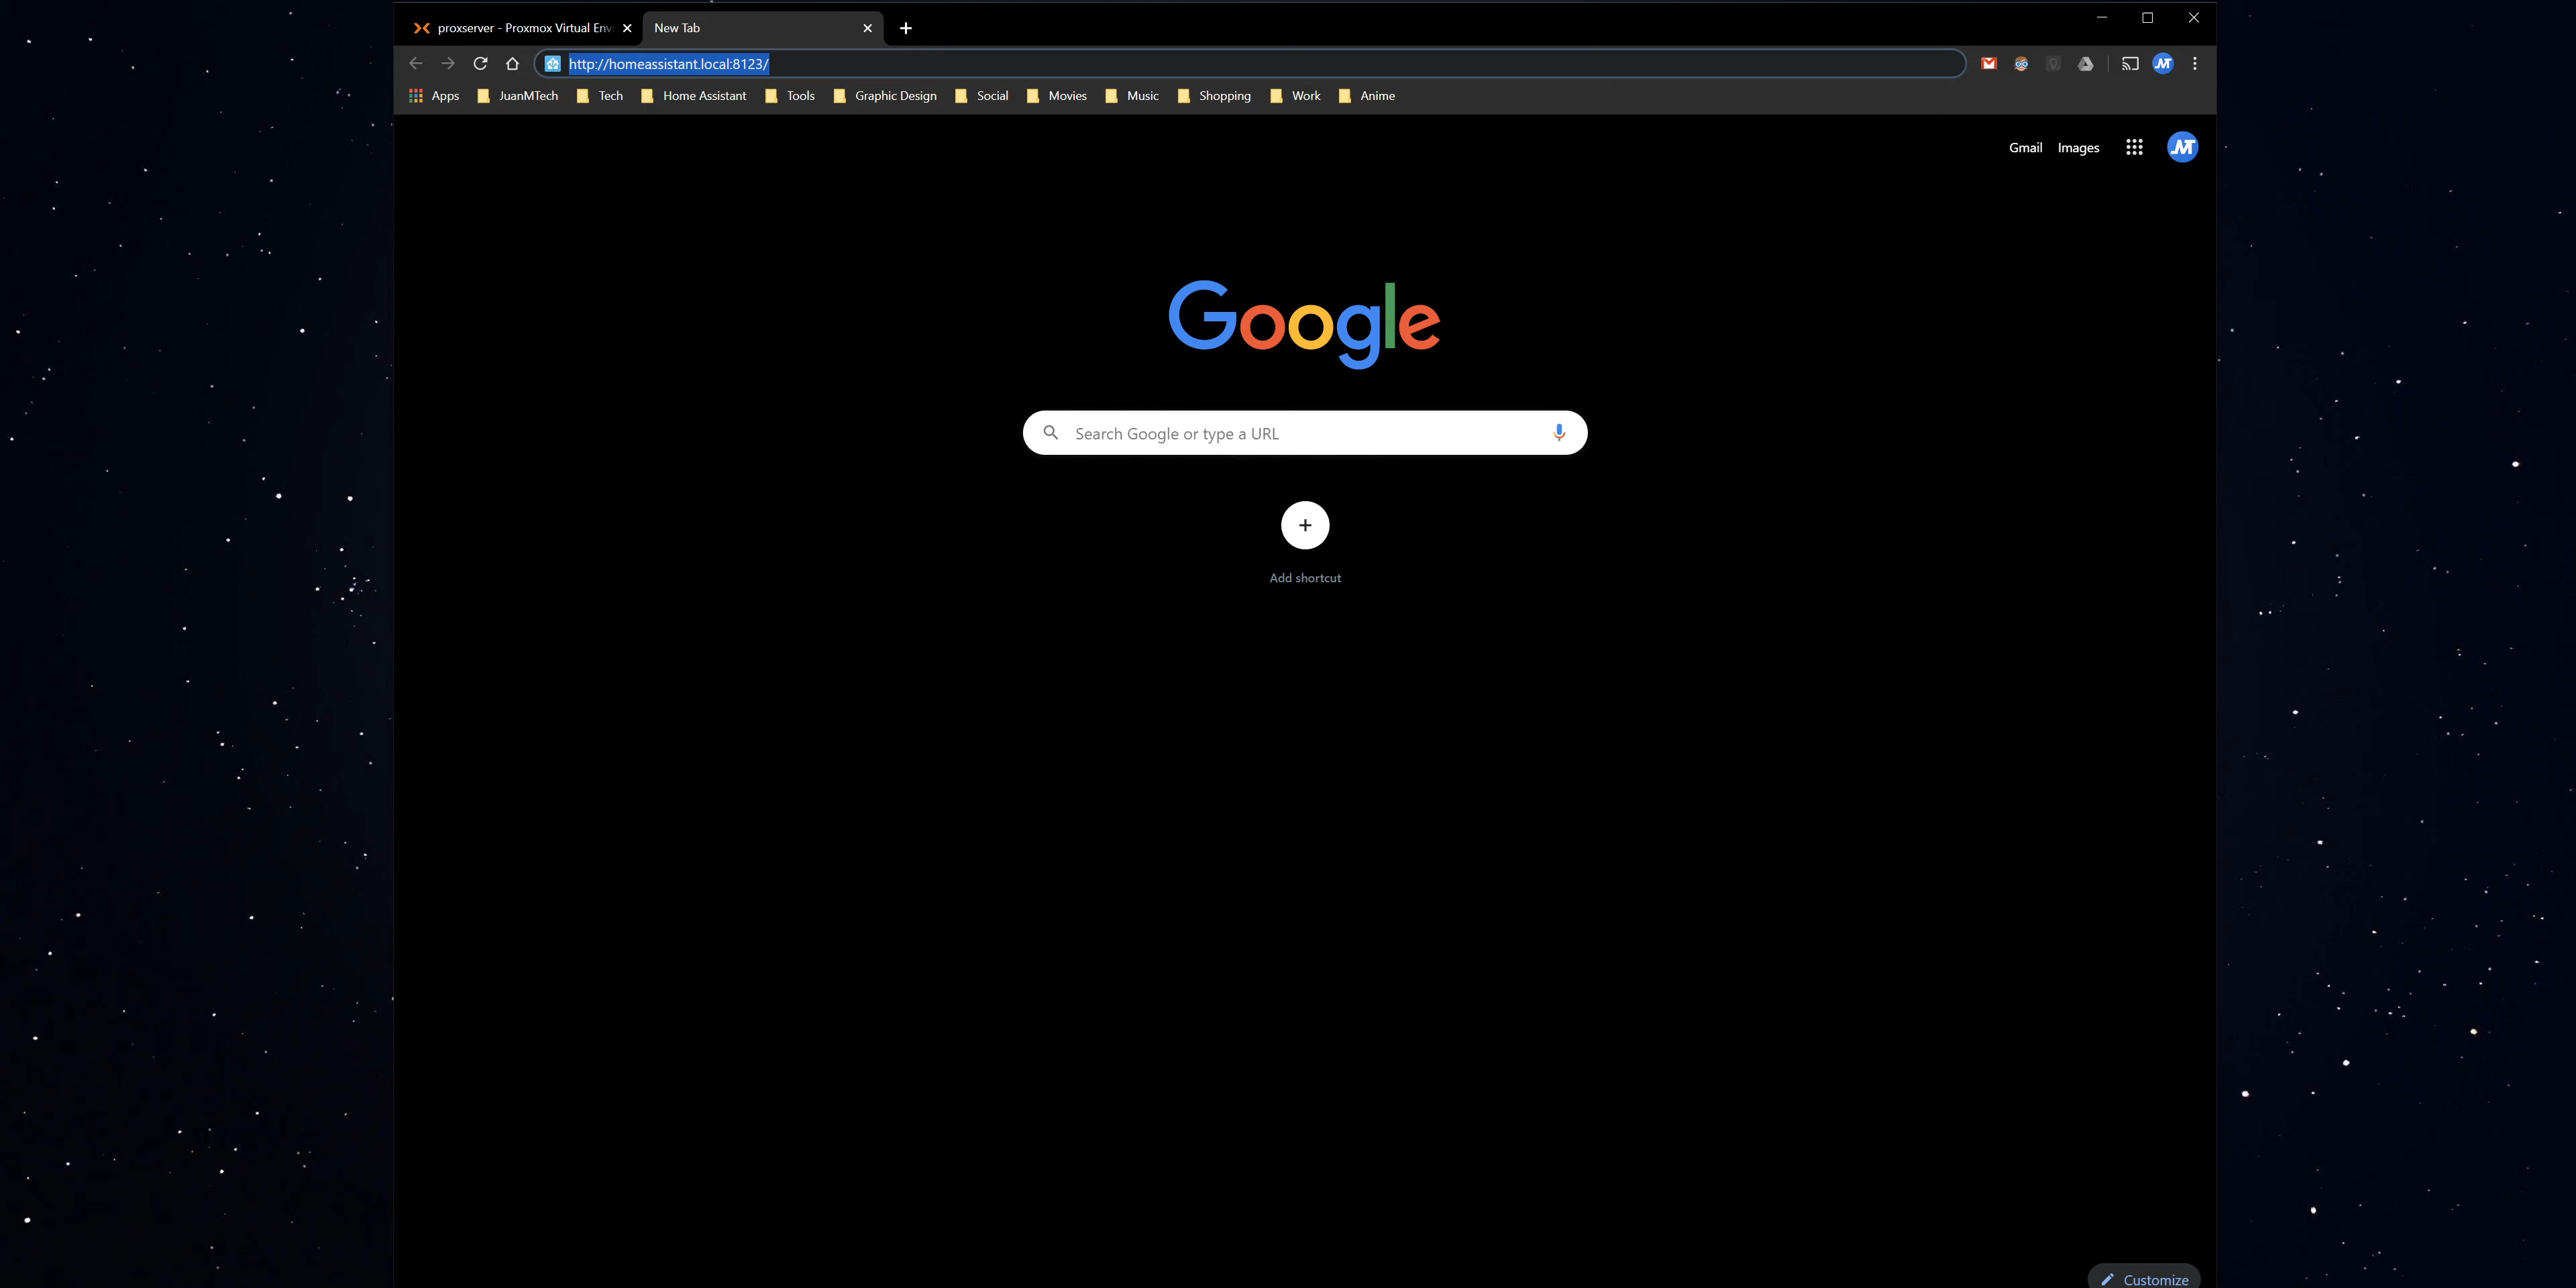 proxserver - Proxmox Virtual Env
New Tab
http://homeassistant.local:8123/
Apps JuanMTech Tech Home Assistant Tools Graphic Design Social Movies Music Shopping Work Anime
Gmail Images
Google
Search Google or type a URL
Add shortcut
Customize